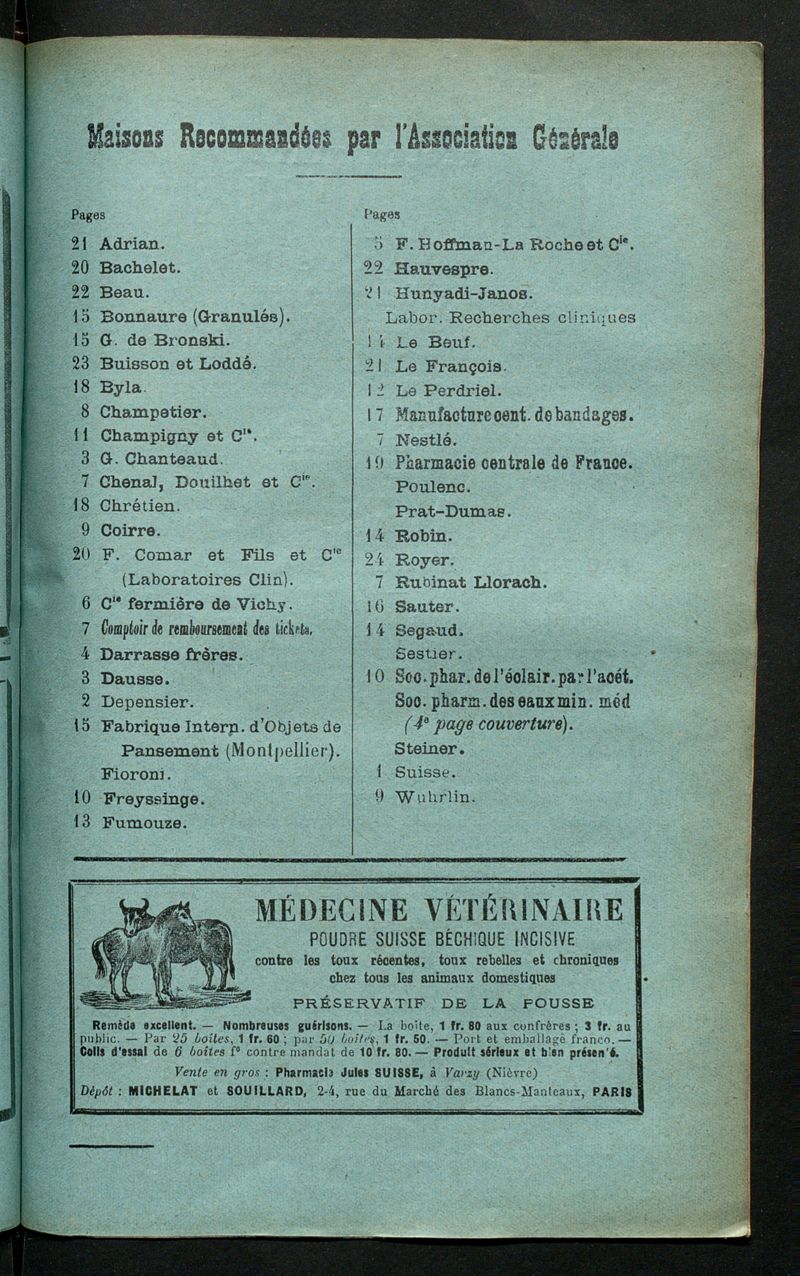 Maisons Recommandées par l'Association Générale
Pages
21 Adrian.
20 Bachelet.
22 Beau.
15 Bonnaure (Granulés).
15 G. de Bronski.
23 Buisson et Loddé.
18 Byla.
8 Champetier.
11 Champigny et Cie.
3 G. Chanteaud.
7 Chenal, Douilhet et Cie.
18 Chrétien.
9 Coirre.
20 F. Comar et Fils et Cie
(Laboratoires Clin).
6 Cie fermière de Vichy.
7 Comptoir de remboursement des tickets.
4 Darrasse frères.
3 Dausse.
2 Depensier.
15 Fabrique Interp. d'Objets de
Pansement (Montpellier).
Fioroni.
10 Freyssinge.
13 Fumouze.
Pages
5 F. Hoffman-La Roche et Cie.
22 Hauvespre.
21 Hunyadi-Janos.
Labor. Recherches cliniques
14 Le Beuf.
21 Le François.
12 Le Perdriel.
17 Manufacture cent. de bandages.
7 Nestlé.
19 Pharmacie centrale de France.
Poulenc.
Prat-Dumas.
14 Robin.
24 Royer.
7 Rubinat Llorach.
16 Sauter.
14 Segaud.
Sestier.
10 Soc. phar. de l'éclair. par l'acét.
Soc. pharm. des eaux min. méd
(4e page couverture).
Steiner.
1 Suisse.
9 Wuhrlin.
MÉDECINE VÉTÉRINAIRE
POUDRE SUISSE BÉCHIQUE INCISIVE
contre les toux récentes, toux rebelles et chroniques
chez tous les animaux domestiques
PRÉSERVATIF DE LA POUSSE
Remède excellent. — Nombreuses guérisons. — La boîte, 1 fr. 80 aux confrères ; 3 fr. au
public. — Par 25 boîtes, 1 fr. 60 ; par 50 boîtes, 1 fr. 50. — Port et emballage franco. —
Colis d'essai de 6 boîtes fo contre mandat de 10 fr. 80. — Produit sérieux et bien présenté.
Vente en gros : Pharmacie Jules SUISSE, à Varzy (Nièvre)
Dépôt : MICHELAT et SOUILLARD, 2-4, rue du Marché des Blancs-Manteaux, PARIS